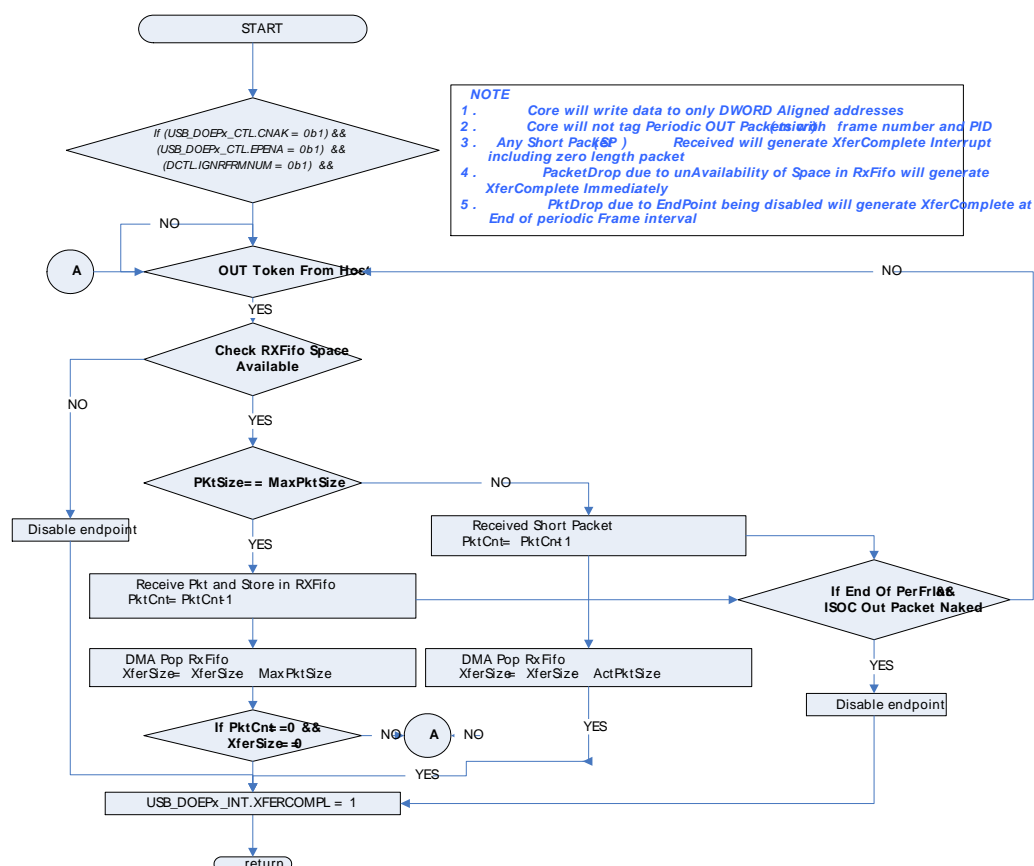 START
If (USB_DOEPx_CTL.CNAK = 0b1) &&
(USB_DOEPx_CTL.EPENA = 0b1) &&
(DCTL.IGNRFRMNUM = 0b1) &&
NOTE
1. Core will write data to only DWORD Aligned addresses
2. Core will not tag Periodic OUT Packets with frame number and PID
3. Any Short Packet (SP) Received will generate XferComplete Interrupt
including zero length packet
4. PacketDrop due to unAvailability of Space in RxFifo will generate
XferComplete Immediately
5. PktDrop due to EndPoint being disabled will generate XferComplete at
End of periodic Frame interval
NO
A
OUT Token From Host
NO
YES
Check RXFifo Space
Available
NO
YES
PKtSize== MaxPktSize
NO
Disable endpoint
YES
Received Short Packet
PktCnt= PktCnt-1
Receive Pkt and Store in RXFifo
PktCnt= PktCnt-1
If End Of PerFrInt&&
ISOC Out Packet Naked
DMA Pop RxFifo
XferSize= XferSize MaxPktSize
DMA Pop RxFifo
XferSize= XferSize ActPktSize
YES
Disable endpoint
If PktCnt==0 &&
XferSize==0
NO
A
NO
YES
YES
USB_DOEPx_INT.XFERCOMPL = 1
return